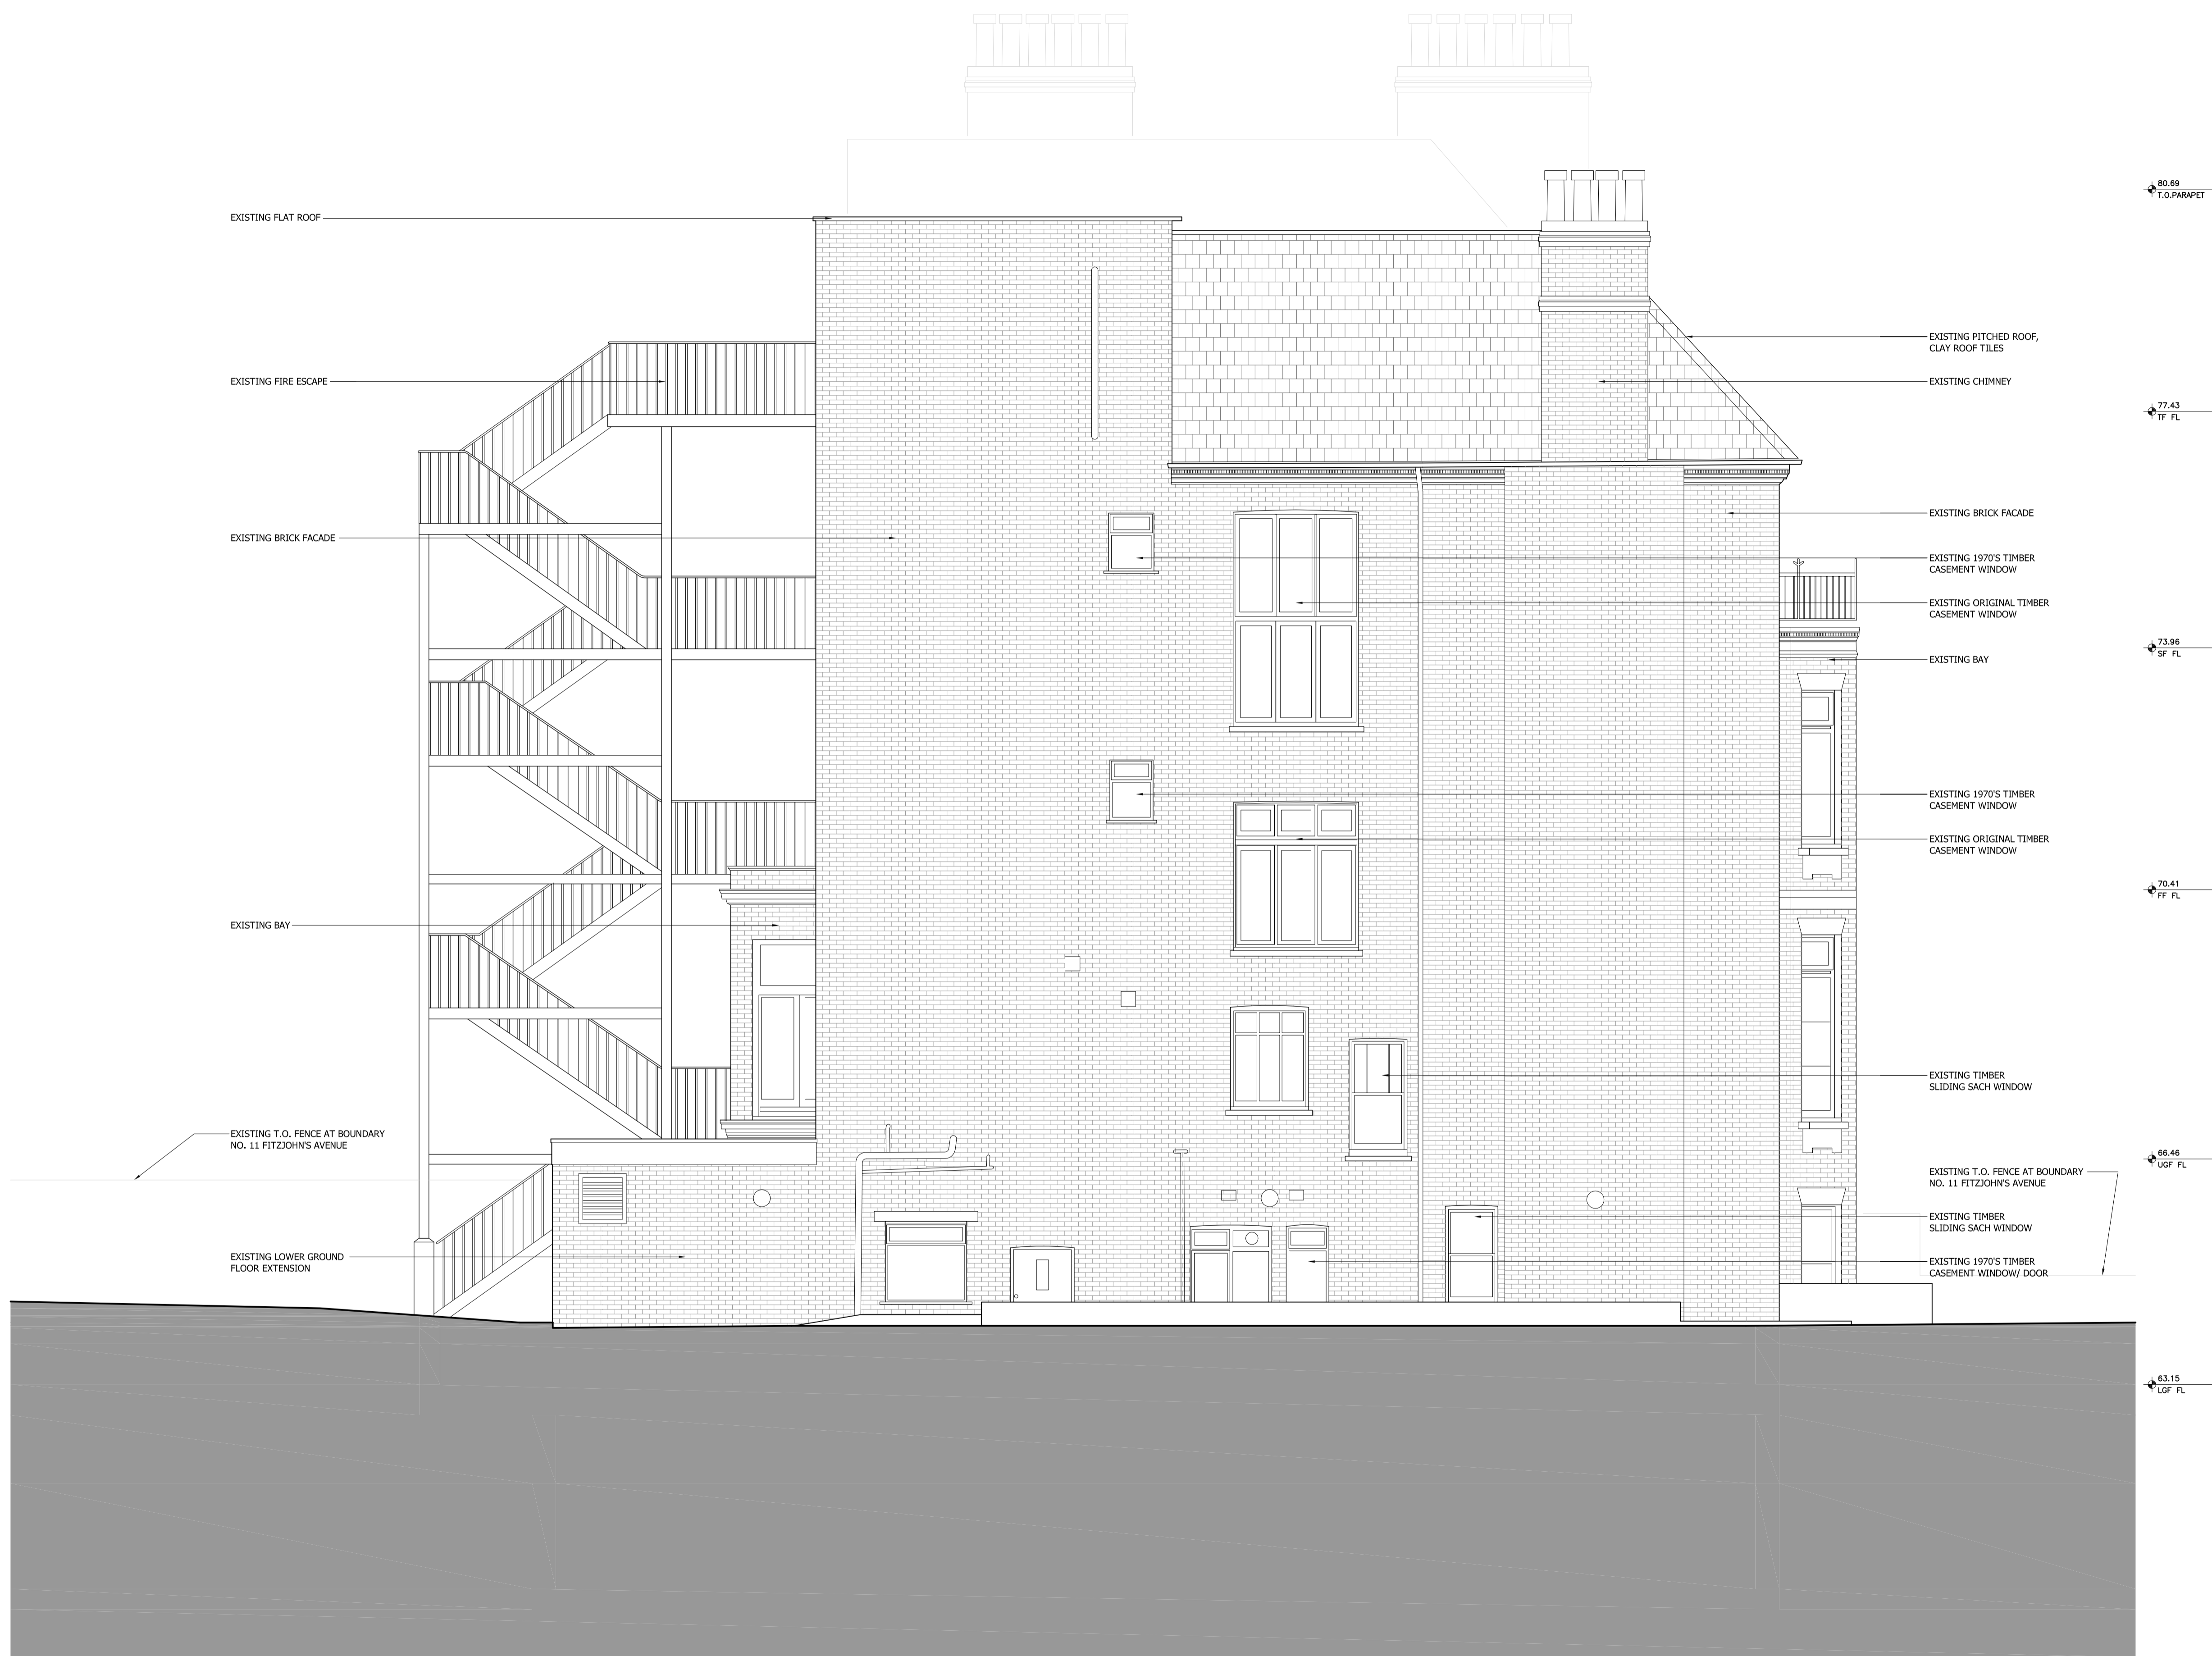 EXISTING FLAT ROOF
EXISTING FIRE ESCAPE
EXISTING BRICK FACADE
EXISTING BAY
EXISTING T.O. FENCE AT BOUNDARY
NO. 11 FITZJOHN'S AVENUE
EXISTING LOWER GROUND
FLOOR EXTENSION
EXISTING PITCHED ROOF,
CLAY ROOF TILES
EXISTING CHIMNEY
EXISTING BRICK FACADE
EXISTING 1970'S TIMBER
CASEMENT WINDOW
EXISTING ORIGINAL TIMBER
CASEMENT WINDOW
EXISTING BAY
EXISTING 1970'S TIMBER
CASEMENT WINDOW
EXISTING ORIGINAL TIMBER
CASEMENT WINDOW
EXISTING TIMBER
SLIDING SACH WINDOW
EXISTING T.O. FENCE AT BOUNDARY
NO. 11 FITZJOHN'S AVENUE
EXISTING TIMBER
SLIDING SACH WINDOW
EXISTING 1970'S TIMBER
CASEMENT WINDOW/ DOOR
80.69
T.O.PARAPET
77.43
TF FL
73.96
SF FL
70.41
FF FL
66.46
UGF FL
63.15
LGF FL